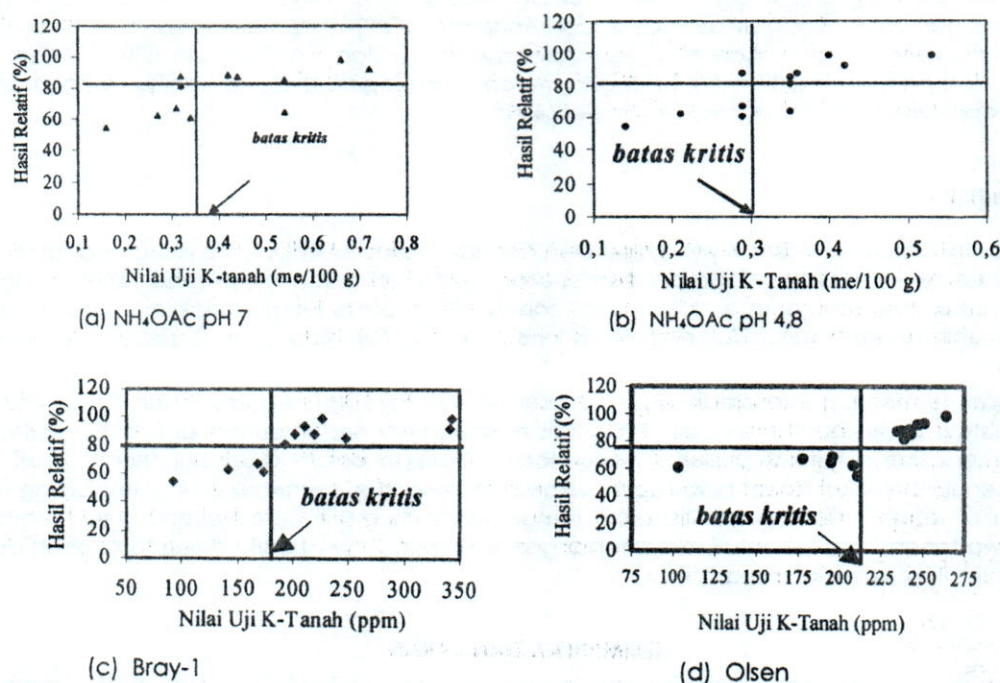 Hasil Relatif (%)
120
100
80
60
40
20
0
batas kritis
0,1 0,2 0,3 0,4 0,5 0,6 0,7 0,8
Nilai Uji K-tanah (me/100 g)
(a) NH₄OAc pH 7
Hasil Relatif (%)
120
100
80
60
40
20
0
batas kritis
0,1 0,2 0,3 0,4 0,5 0,6
Nilai Uji K-Tanah (me/100 g)
(b) NH₄OAc pH 4,8
Hasil Relatif (%)
120
100
80
60
40
20
0
batas kritis
50 100 150 200 250 300 350
Nilai Uji K-Tanah (ppm)
(c) Bray-1
Hasil Relatif (%)
120
100
80
60
40
20
0
batas kritis
75 100 125 150 175 200 225 250 275
Nilai Uji K-Tanah (ppm)
(d) Olsen